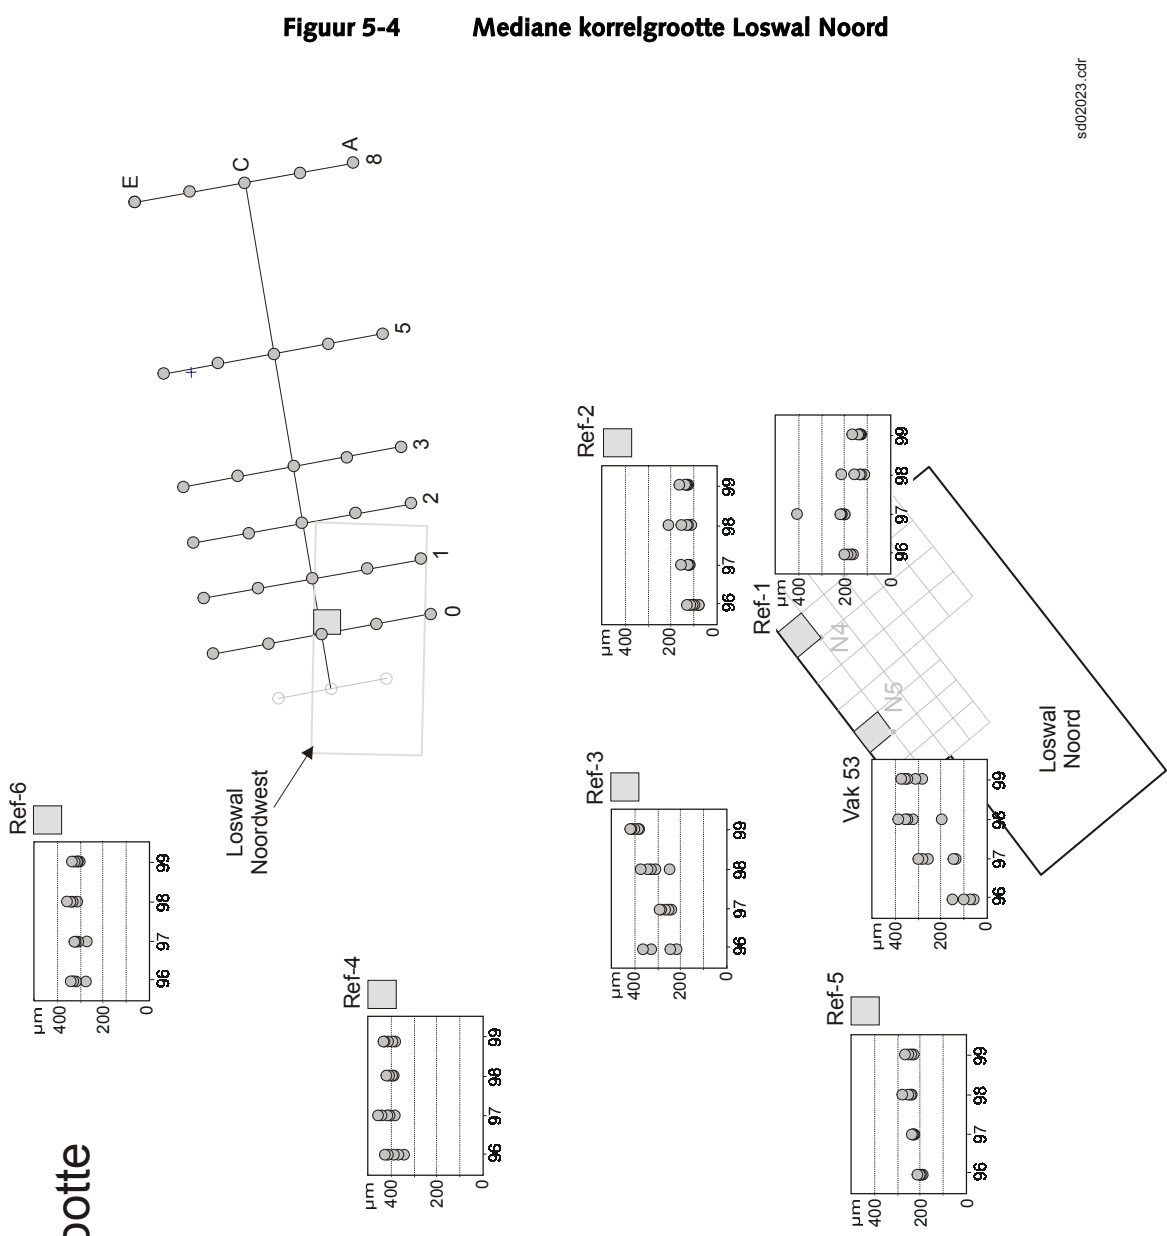 Figuur 5-4 Mediane korrelgrootte Loswal Noord
sd02023.cdr
E
C
A
8
5
3
2
1
0
Loswal
Noordwest
Ref-6
µm
400
200
0
96 97 98 99
Ref-4
µm
400
200
0
96 97 98 99
Ref-2
µm
400
200
0
96 97 98 99
Ref-1
µm
400
200
0
96 97 98 99
N4
N5
Ref-3
µm
400
200
0
96 97 98 99
Vak 53
µm
400
200
0
96 97 98 99
Loswal
Noord
Ref-5
µm
400
200
0
96 97 98 99
ootte